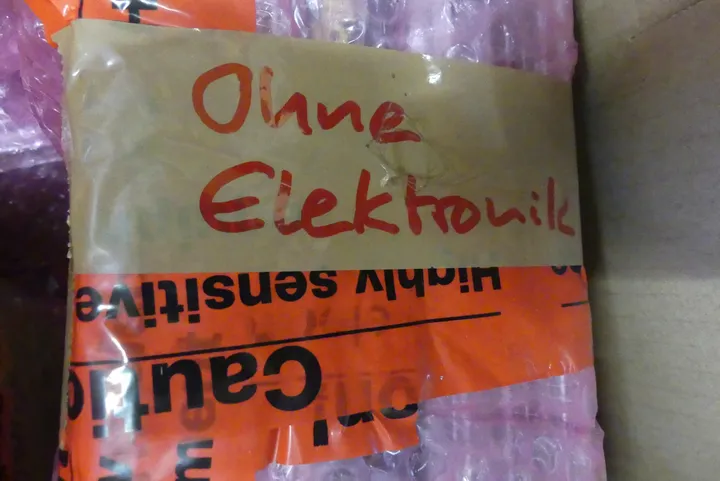 Ohne
Elektronik
Highly sensitive
Caution!